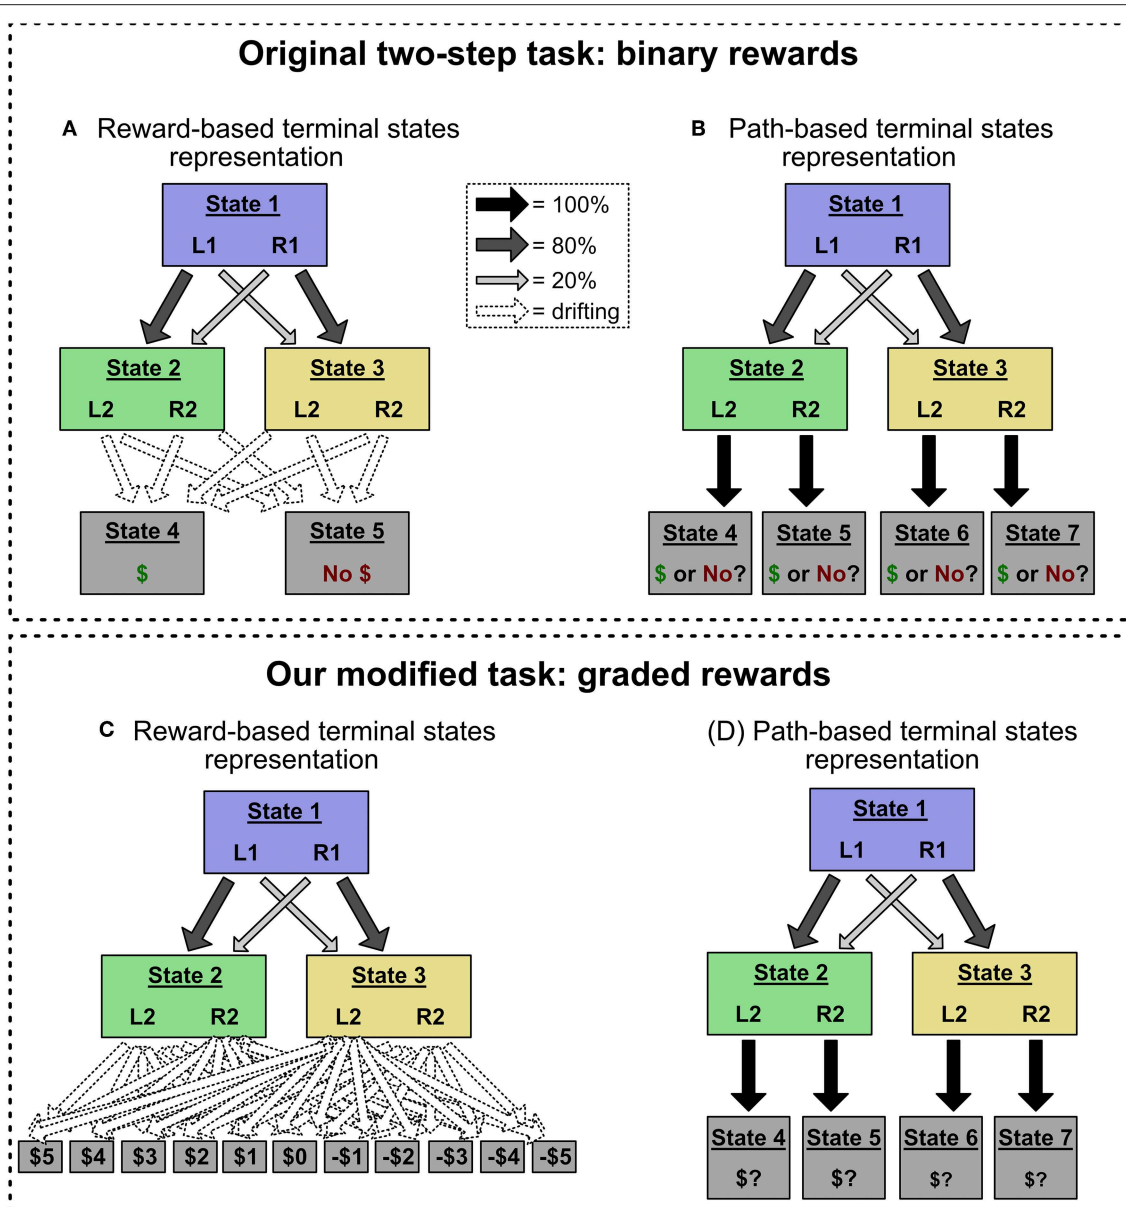 Original two-step task: binary rewards
A Reward-based terminal states
representation
State 1
L1 R1
State 2
L2 R2
State 3
L2 R2
State 4
$
State 5
No $
= 100%
= 80%
= 20%
= drifting
B Path-based terminal states
representation
State 1
L1 R1
State 2
L2 R2
State 3
L2 R2
State 4
$ or No?
State 5
$ or No?
State 6
$ or No?
State 7
$ or No?
Our modified task: graded rewards
C Reward-based terminal states
representation
State 1
L1 R1
State 2
L2 R2
State 3
L2 R2
$5 $4 $3 $2 $1 $0 -$1 -$2 -$3 -$4 -$5
(D) Path-based terminal states
representation
State 1
L1 R1
State 2
L2 R2
State 3
L2 R2
State 4
$?
State 5
$?
State 6
$?
State 7
$?